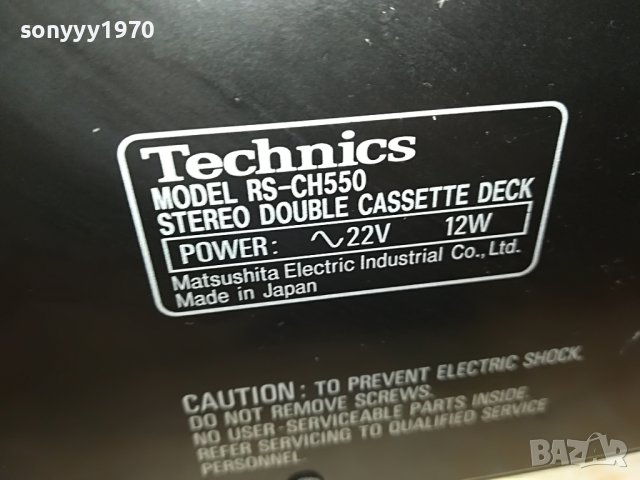 sonyyy1970
Technics
MODEL RS-CH550
STEREO DOUBLE CASSETTE DECK
POWER: ∿22V 12W
Matsushita Electric Industrial Co., Ltd.
Made in Japan
CAUTION: TO PREVENT ELECTRIC SHOCK,
DO NOT REMOVE SCREWS.
NO USER-SERVICEABLE PARTS INSIDE.
REFER SERVICING TO QUALIFIED SERVICE
PERSONNEL.
BAZAR